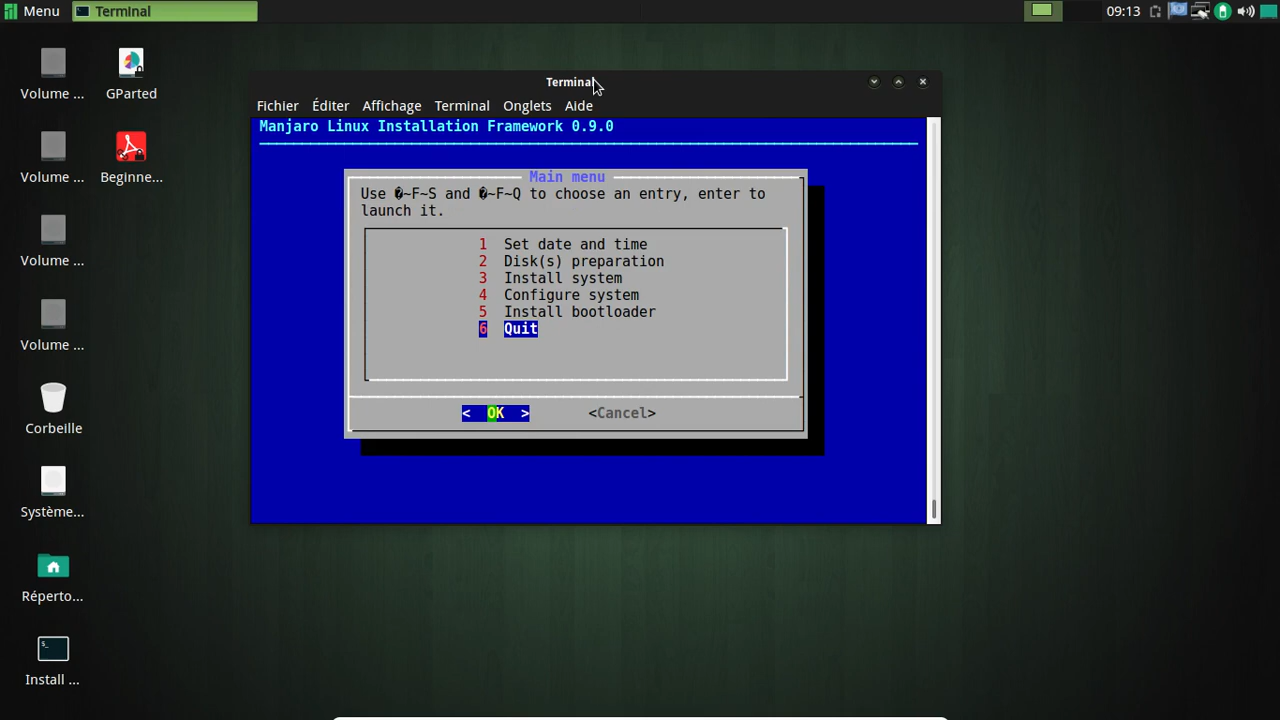 Menu
Terminal
09:13
Volume ...
GParted
Volume ...
Beginne...
Volume ...
Volume ...
Corbeille
Système...
Réperto...
Install ...
Terminal
Fichier Éditer Affichage Terminal Onglets Aide
Manjaro Linux Installation Framework 0.9.0
Main menu
Use �~F~S and �~F~Q to choose an entry, enter to
launch it.
1 Set date and time
2 Disk(s) preparation
3 Install system
4 Configure system
5 Install bootloader
6 Quit
< OK > <Cancel>